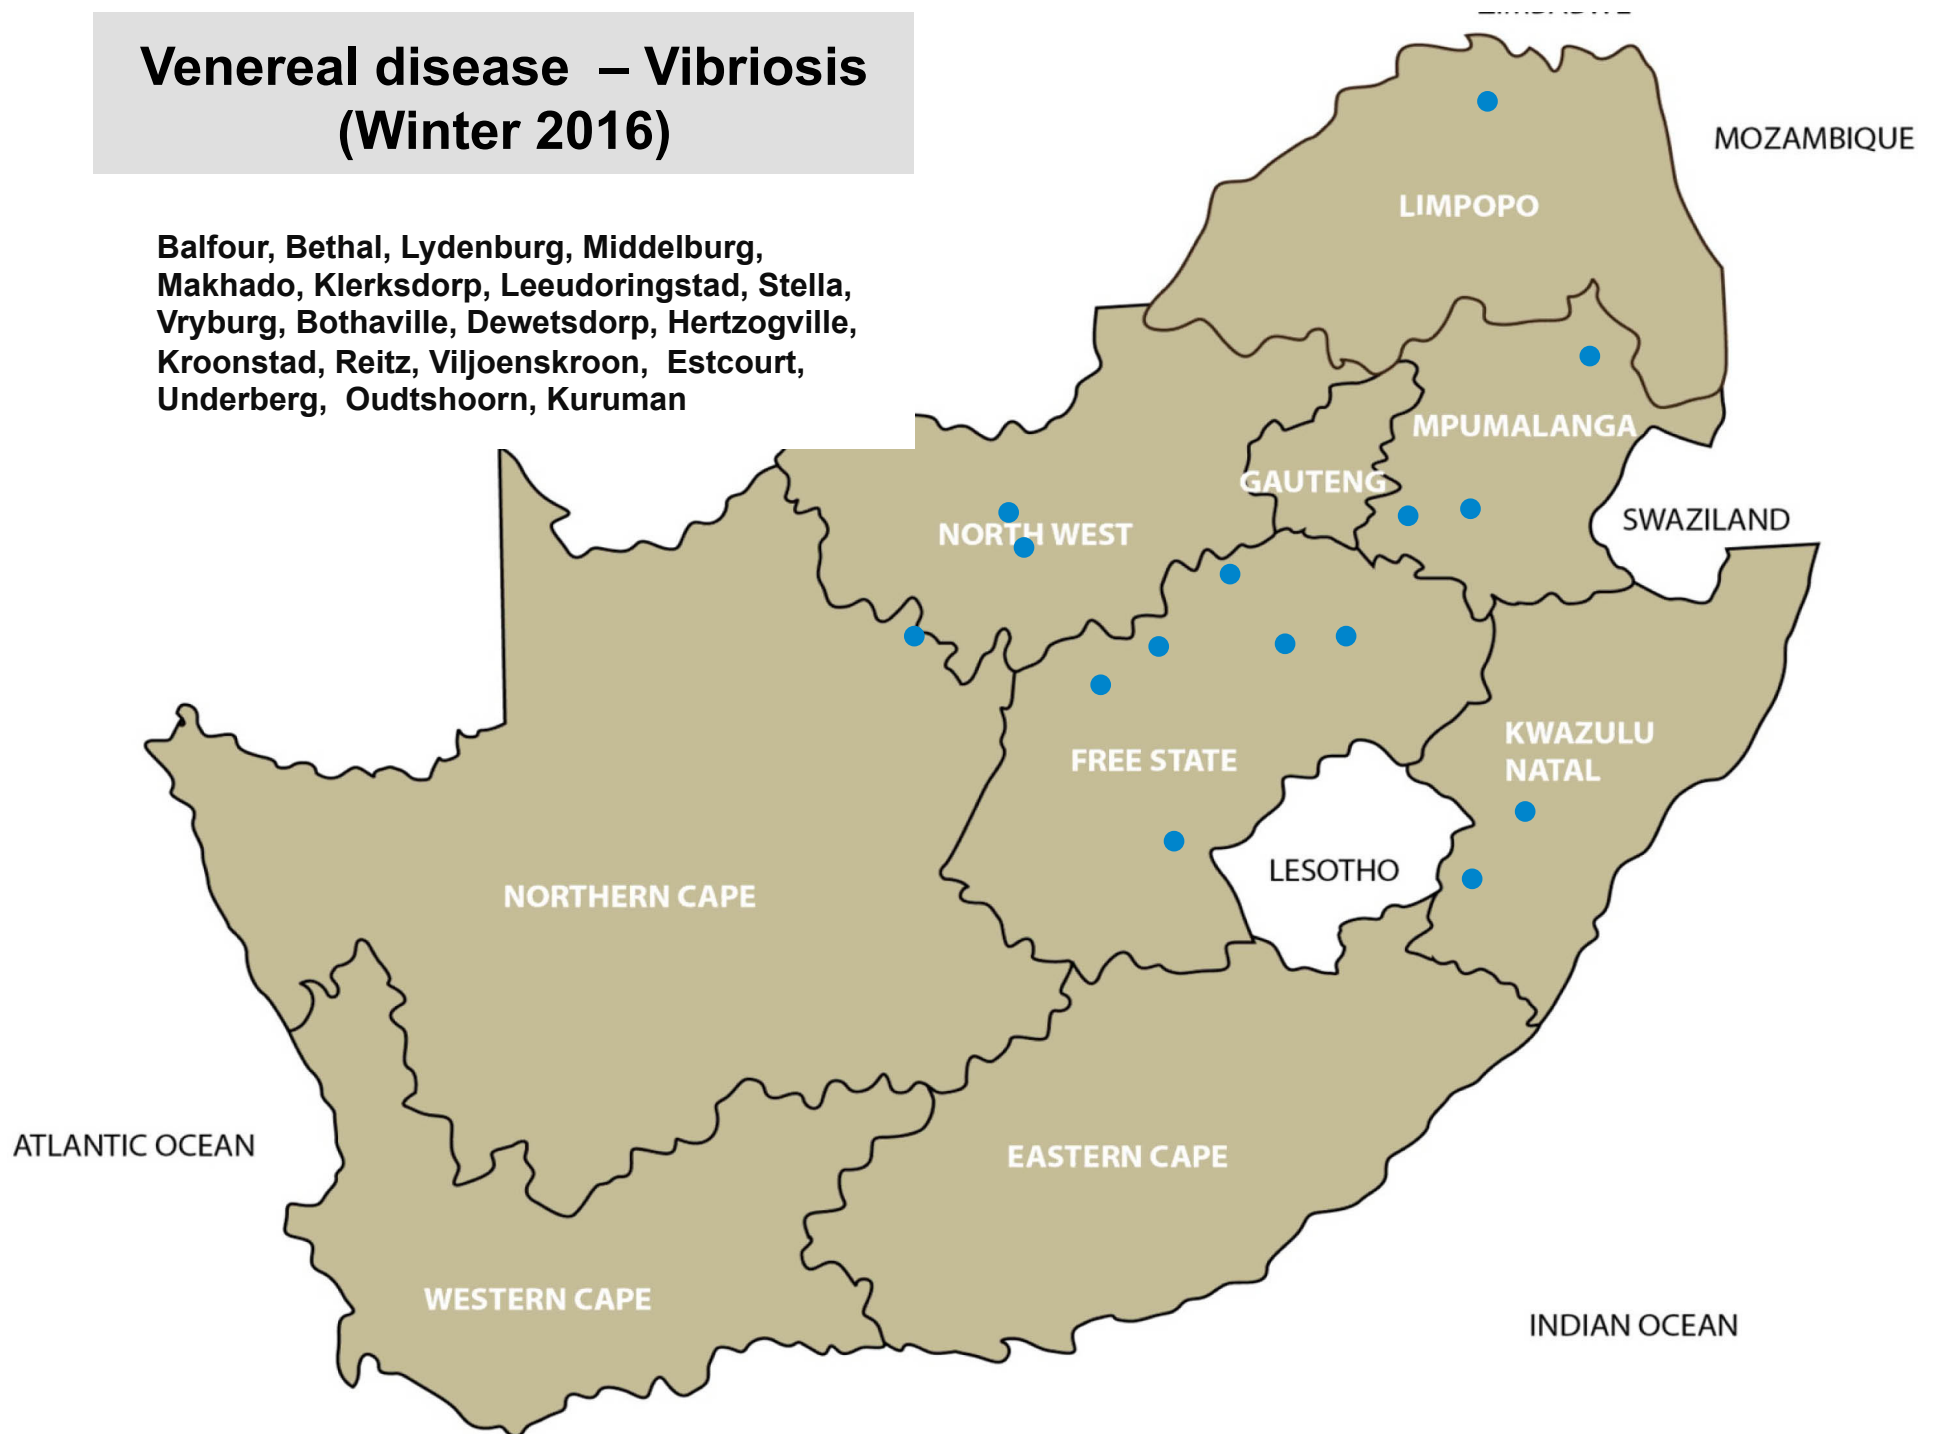 Venereal disease – Vibriosis
(Winter 2016)
Balfour, Bethal, Lydenburg, Middelburg,
Makhado, Klerksdorp, Leeudoringstad, Stella,
Vryburg, Bothaville, Dewetsdorp, Hertzogville,
Kroonstad, Reitz, Viljoenskroon, Estcourt,
Underberg, Oudtshoorn, Kuruman
MOZAMBIQUE
LIMPOPO
MPUMALANGA
GAUTENG
SWAZILAND
NORTH WEST
KWAZULU
NATAL
FREE STATE
LESOTHO
NORTHERN CAPE
ATLANTIC OCEAN
EASTERN CAPE
WESTERN CAPE
INDIAN OCEAN